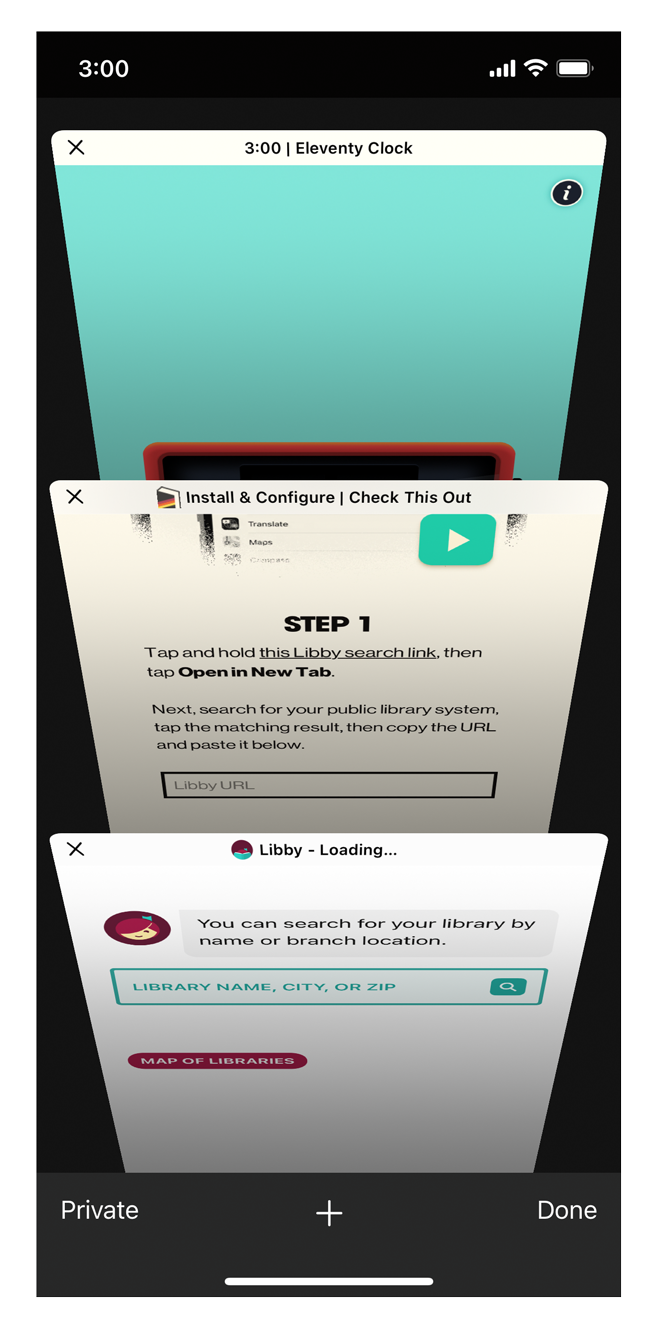 3:00
3:00 | Eleventy Clock
i
Install & Configure | Check This Out
Translate
Maps
Compass
STEP 1
Tap and hold this Libby search link, then
tap Open in New Tab.
Next, search for your public library system,
tap the matching result, then copy the URL
and paste it below.
Libby URL
Libby - Loading...
You can search for your library by
name or branch location.
LIBRARY NAME, CITY, OR ZIP
MAP OF LIBRARIES
Private
Done